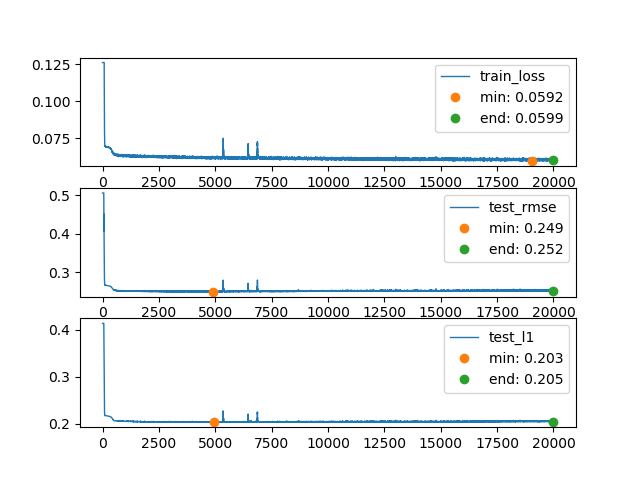 0.125
0.100
0.075
train_loss
min: 0.0592
end: 0.0599
0 2500 5000 7500 10000 12500 15000 17500 20000
0.5
0.4
0.3
test_rmse
min: 0.249
end: 0.252
0 2500 5000 7500 10000 12500 15000 17500 20000
0.4
0.3
0.2
test_l1
min: 0.203
end: 0.205
0 2500 5000 7500 10000 12500 15000 17500 20000